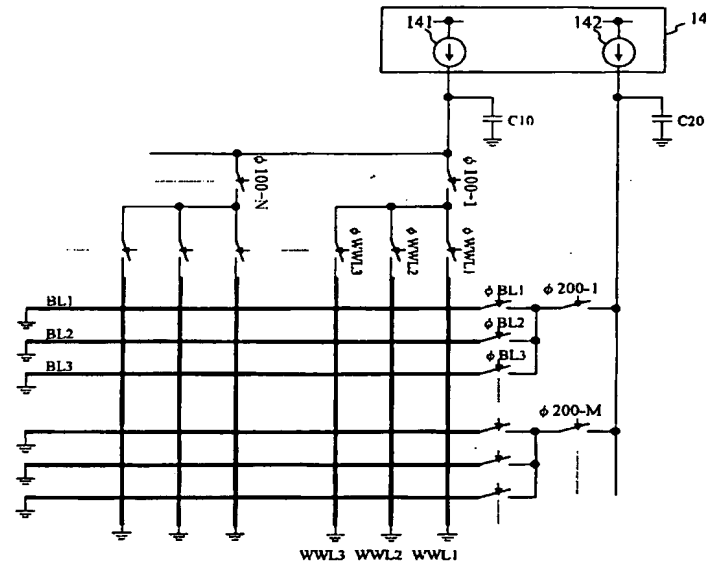 141
142
14
C10
C20
ϕ 100-N
ϕ 100-1
ϕ WWL3
ϕ WWL2
ϕ WWL1
BL1
ϕ BL1
ϕ 200-1
BL2
ϕ BL2
BL3
ϕ BL3
ϕ 200-M
WWL3 WWL2 WWL1